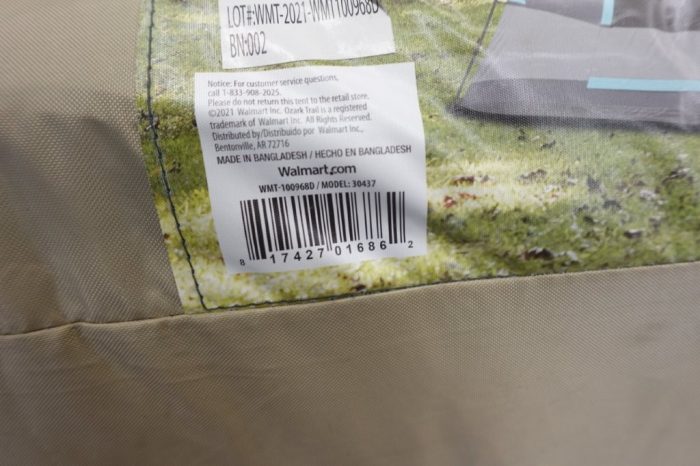 LOT#:WMT-2021-WMT100968D
BN:002
Notice: For customer service questions,
call 1-833-908-2025.
Please do not return this tent to the retail store.
©2021 Walmart Inc. Ozark Trail is a registered
trademark of Walmart Inc. All Rights Reserved.
Distributed by/Distribuido por Walmart Inc.,
Bentonville, AR 72716
MADE IN BANGLADESH / HECHO EN BANGLADESH
Walmart.com
WMT-100968D / MODEL: 30437
8 17427 01686 2